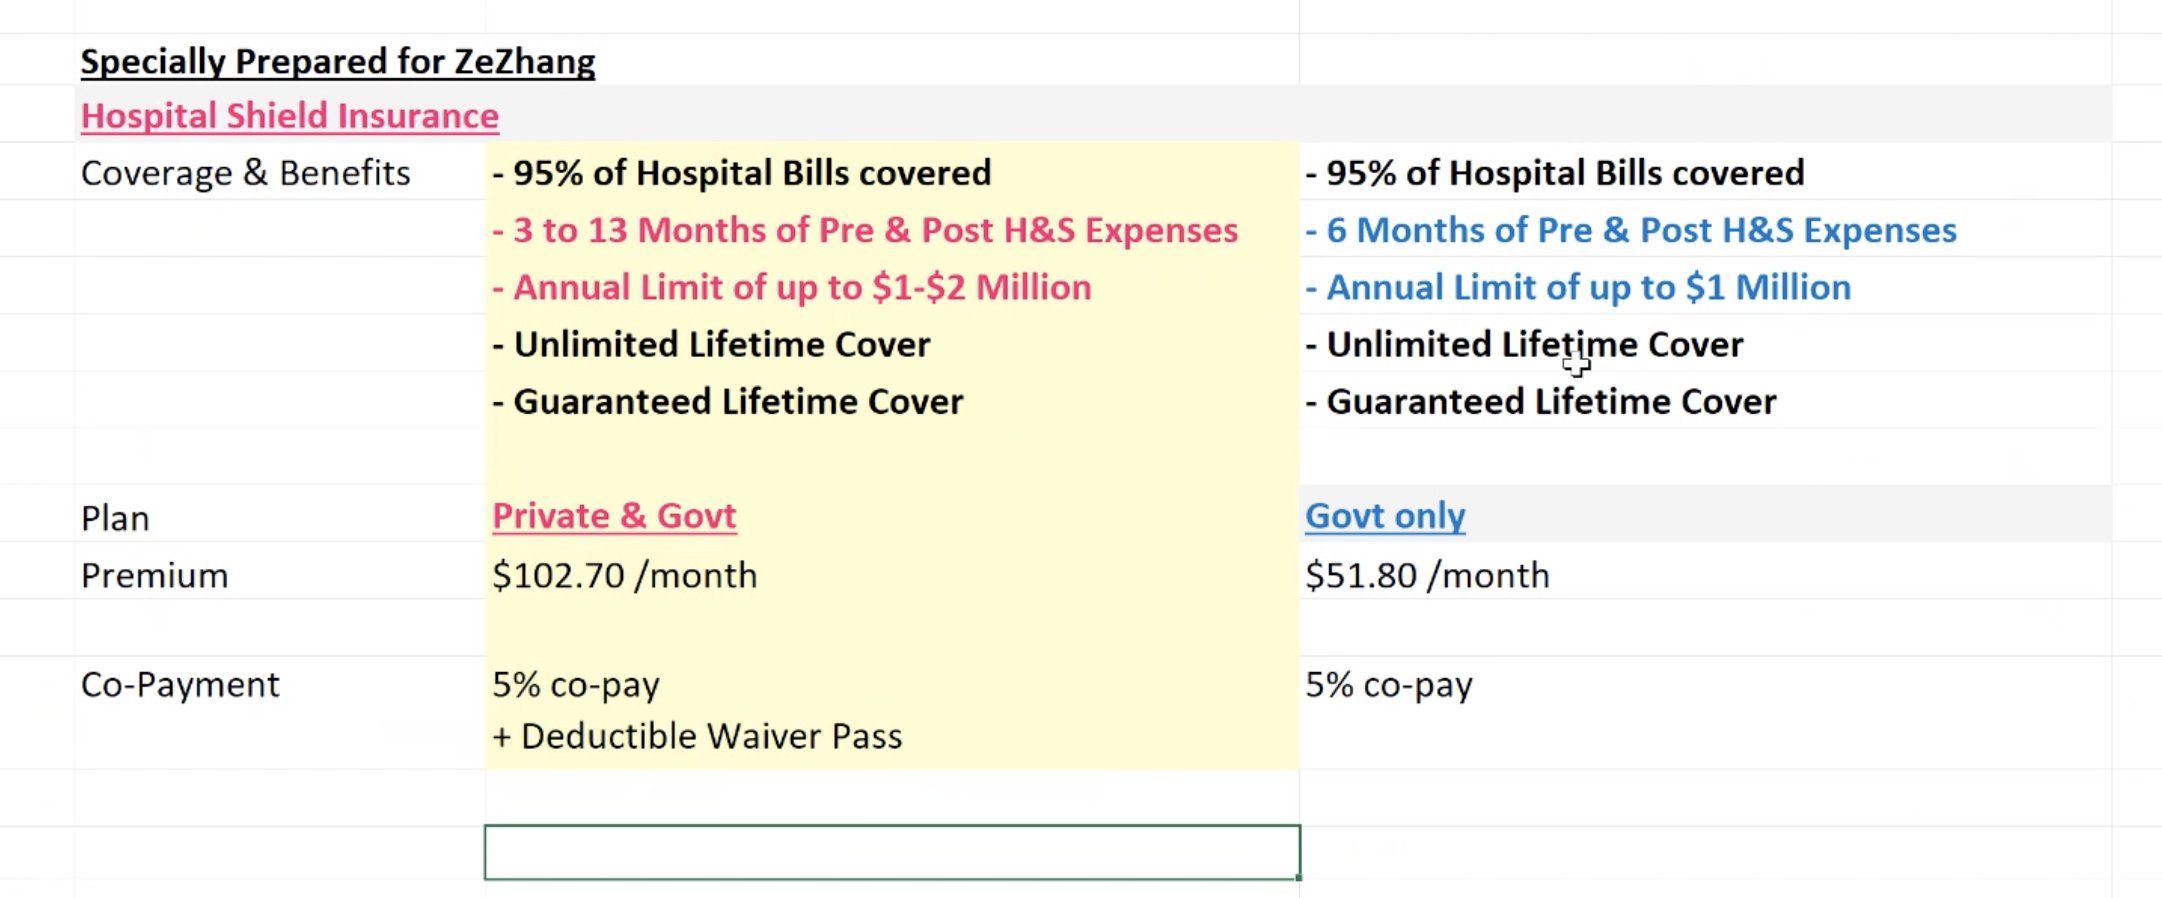 Specially Prepared for ZeZhang
Hospital Shield Insurance
Coverage & Benefits
- 95% of Hospital Bills covered
- 3 to 13 Months of Pre & Post H&S Expenses
- Annual Limit of up to $1-$2 Million
- Unlimited Lifetime Cover
- Guaranteed Lifetime Cover
- 95% of Hospital Bills covered
- 6 Months of Pre & Post H&S Expenses
- Annual Limit of up to $1 Million
- Unlimited Lifetime Cover
- Guaranteed Lifetime Cover
Plan
Private & Govt
Govt only
Premium
$102.70 /month
$51.80 /month
Co-Payment
5% co-pay
+ Deductible Waiver Pass
5% co-pay